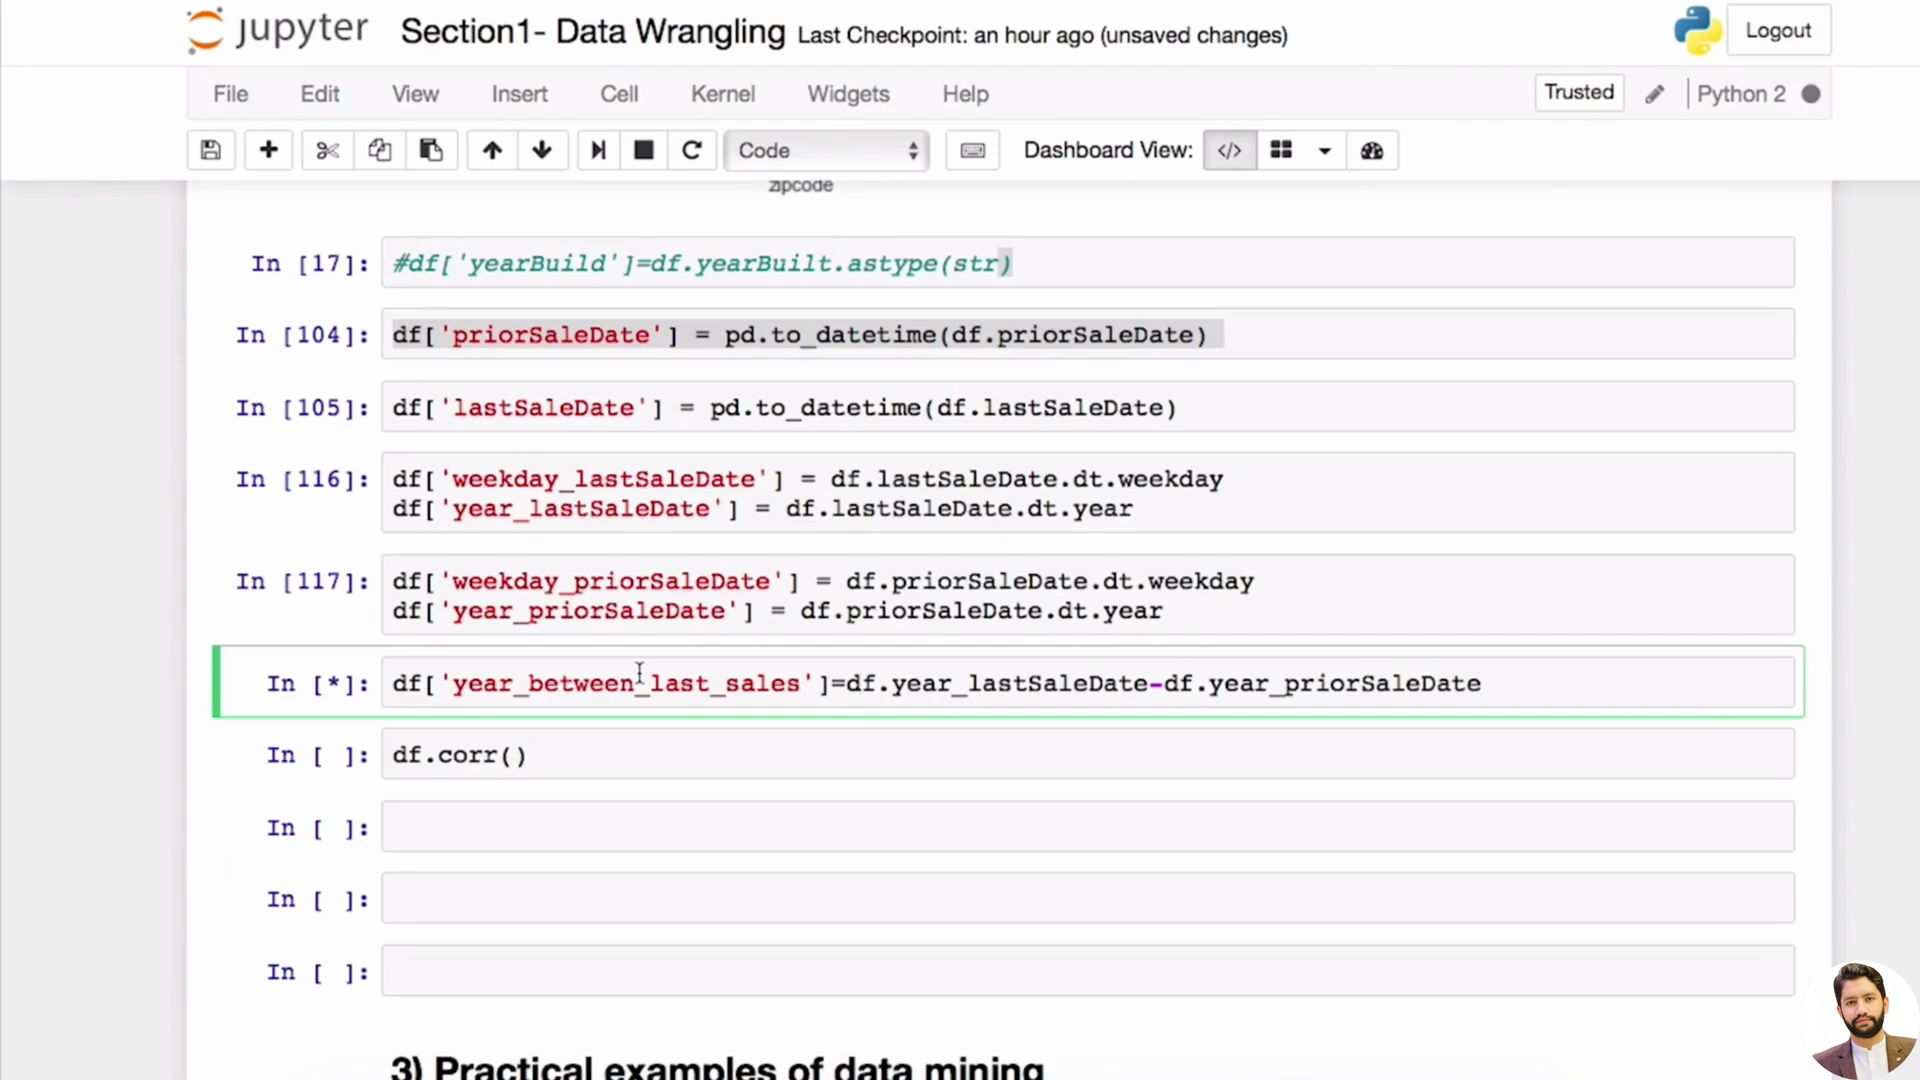 jupyter Section1- Data Wrangling Last Checkpoint: an hour ago (unsaved changes) Logout
File Edit View Insert Cell Kernel Widgets Help Trusted Python 2
Code Dashboard View: </>
zipcode
In [17]: #df['yearBuild']=df.yearBuilt.astype(str)
In [104]: df['priorSaleDate'] = pd.to_datetime(df.priorSaleDate)
In [105]: df['lastSaleDate'] = pd.to_datetime(df.lastSaleDate)
In [116]: df['weekday_lastSaleDate'] = df.lastSaleDate.dt.weekday
df['year_lastSaleDate'] = df.lastSaleDate.dt.year
In [117]: df['weekday_priorSaleDate'] = df.priorSaleDate.dt.weekday
df['year_priorSaleDate'] = df.priorSaleDate.dt.year
In [*]: df['year_between_last_sales']=df.year_lastSaleDate-df.year_priorSaleDate
In [ ]: df.corr()
In [ ]:
In [ ]:
In [ ]:
3) Practical examples of data mining